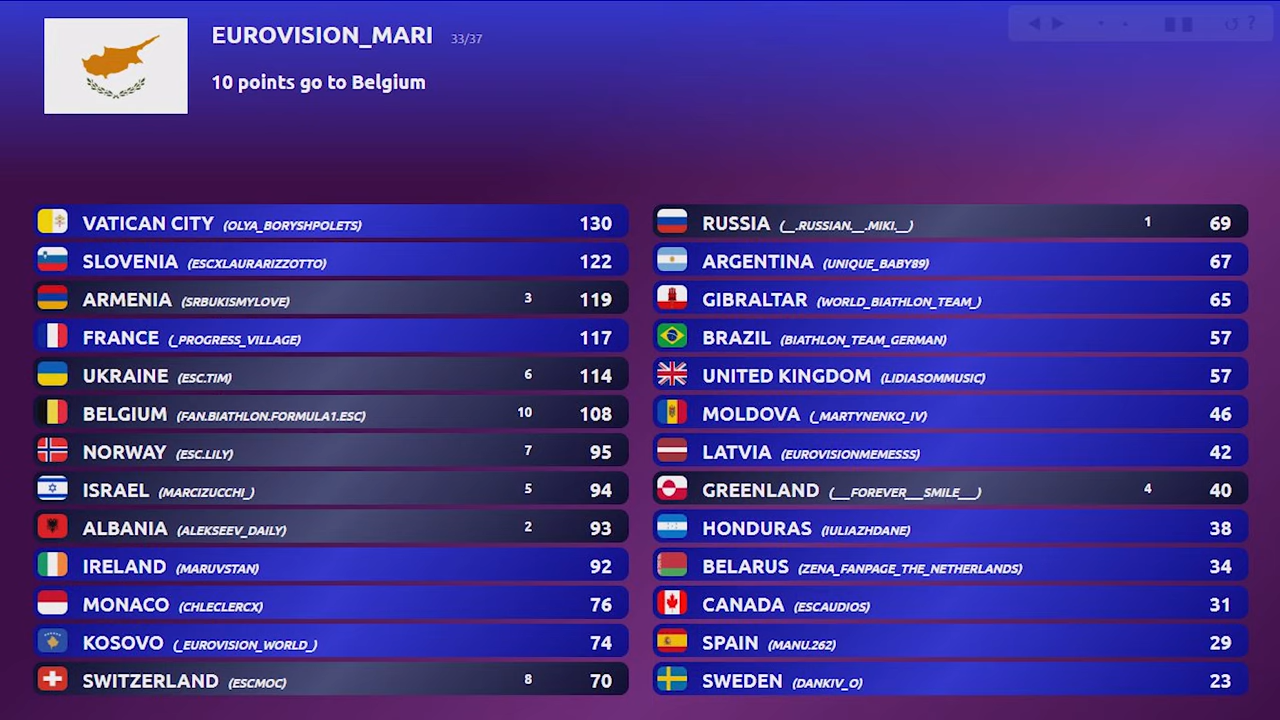 EUROVISION_MARI 33/37
10 points go to Belgium
?
VATICAN CITY (OLYA_BORYSHPOLETS) 130
SLOVENIA (ESCXLAURARIZZOTTO) 122
ARMENIA (SRBUKISMYLOVE) 3 119
FRANCE (_PROGRESS_VILLAGE) 117
UKRAINE (ESC.TIM) 6 114
BELGIUM (FAN.BIATHLON.FORMULA1.ESC) 10 108
NORWAY (ESC.LILY) 7 95
ISRAEL (MARCIZUCCHI_) 5 94
ALBANIA (ALEKSEEV_DAILY) 2 93
IRELAND (MARUVSTAN) 92
MONACO (CHLECLERCX) 76
KOSOVO (_EUROVISION_WORLD_) 74
SWITZERLAND (ESCMOC) 8 70
RUSSIA (__.RUSSIAN.__.MIKI.__) 1 69
ARGENTINA (UNIQUE_BABY89) 67
GIBRALTAR (WORLD_BIATHLON_TEAM_) 65
BRAZIL (BIATHLON_TEAM_GERMAN) 57
UNITED KINGDOM (LIDIASOMMUSIC) 57
MOLDOVA (_MARTYNENKO_IV) 46
LATVIA (EUROVISIONMEMESSS) 42
GREENLAND (__FOREVER__SMILE__) 4 40
HONDURAS (IULIAZHDANE) 38
BELARUS (ZENA_FANPAGE_THE_NETHERLANDS) 34
CANADA (ESCAUDIOS) 31
SPAIN (MANU.262) 29
SWEDEN (DANKIV_O) 23